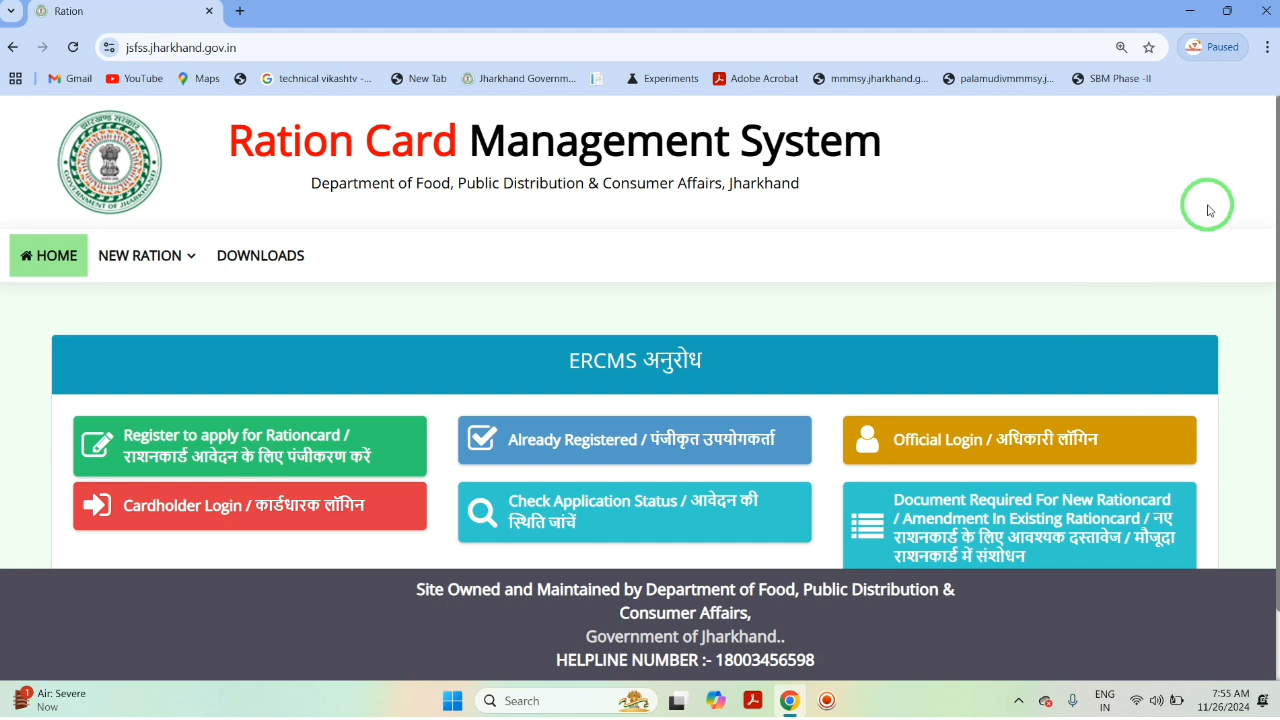 Ration
jsfss.jharkhand.gov.in
Paused
Gmail
YouTube
Maps
technical vikashtv -...
New Tab
Jharkhand Governm...
Experiments
Adobe Acrobat
mmmsy.jharkhand.g...
palamudivmmmsy.j...
SBM Phase -II
Ration Card Management System
Department of Food, Public Distribution & Consumer Affairs, Jharkhand
झारखण्ड सरकार
GOVERNMENT OF JHARKHAND
HOME
NEW RATION
DOWNLOADS
ERCMS अनुरोध
Register to apply for Rationcard /
राशनकार्ड आवेदन के लिए पंजीकरण करें
Already Registered / पंजीकृत उपयोगकर्ता
Official Login / अधिकारी लॉगिन
Cardholder Login / कार्डधारक लॉगिन
Check Application Status / आवेदन की
स्थिति जांचें
Document Required For New Rationcard
/ Amendment In Existing Rationcard / नए
राशनकार्ड के लिए आवश्यक दस्तावेज / मौजूदा
राशनकार्ड में संशोधन
Site Owned and Maintained by Department of Food, Public Distribution &
Consumer Affairs,
Government of Jharkhand..
HELPLINE NUMBER :- 18003456598
1
Air: Severe
Now
Search
ENG
IN
7:55 AM
11/26/2024